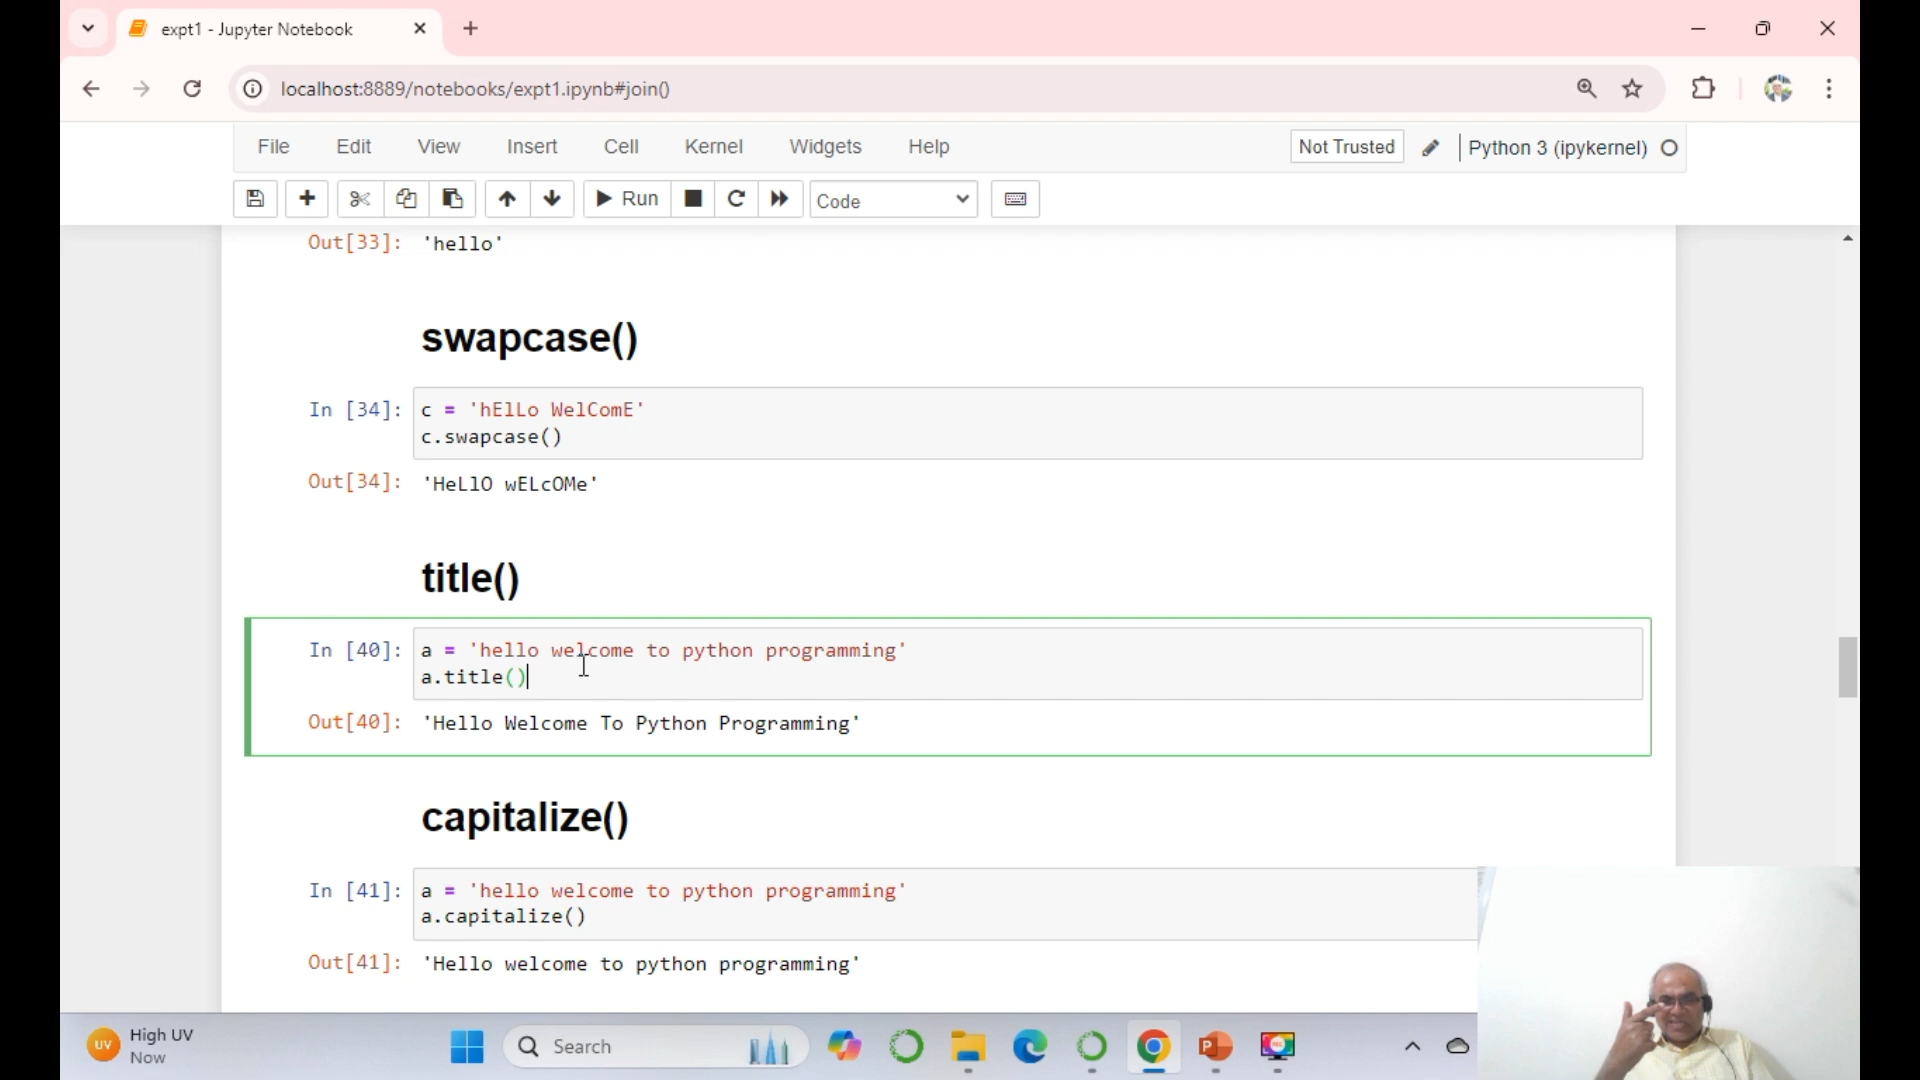 expt1 - Jupyter Notebook
localhost:8889/notebooks/expt1.ipynb#join()
File Edit View Insert Cell Kernel Widgets Help Not Trusted Python 3 (ipykernel)
Run Code
Out[33]: 'hello'
swapcase()
In [34]: c = 'hElLo WelComE'
c.swapcase()
Out[34]: 'HeLlO wELcOMe'
title()
In [40]: a = 'hello welcome to python programming'
a.title()
Out[40]: 'Hello Welcome To Python Programming'
capitalize()
In [41]: a = 'hello welcome to python programming'
a.capitalize()
Out[41]: 'Hello welcome to python programming'
UV High UV
Now
Search